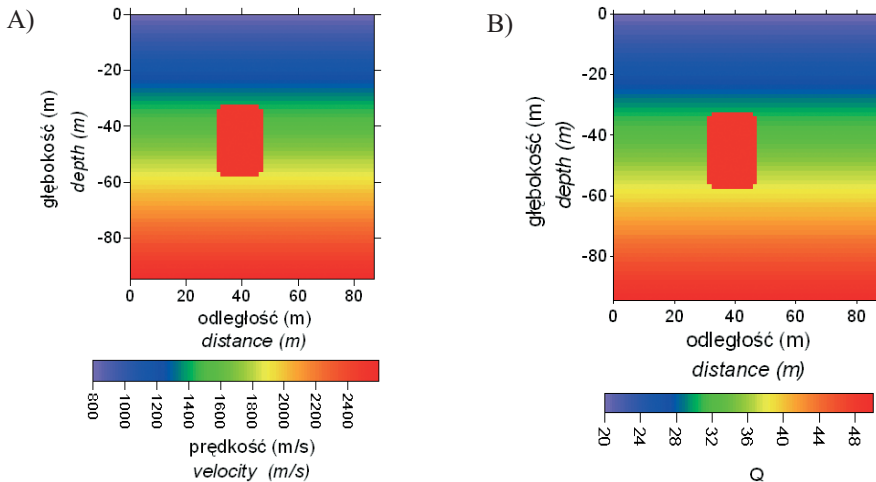 A)
0
-20
-40
-60
-80
głębokość (m)
depth (m)
0 20 40 60 80
odległość (m)
distance (m)
800 1000 1200 1400 1600 1800 2000 2200 2400
prędkość (m/s)
velocity (m/s)
B)
0
-20
-40
-60
-80
głębokość (m)
depth (m)
0 20 40 60 80
odległość (m)
distance (m)
20 24 28 32 36 40 44 48
Q